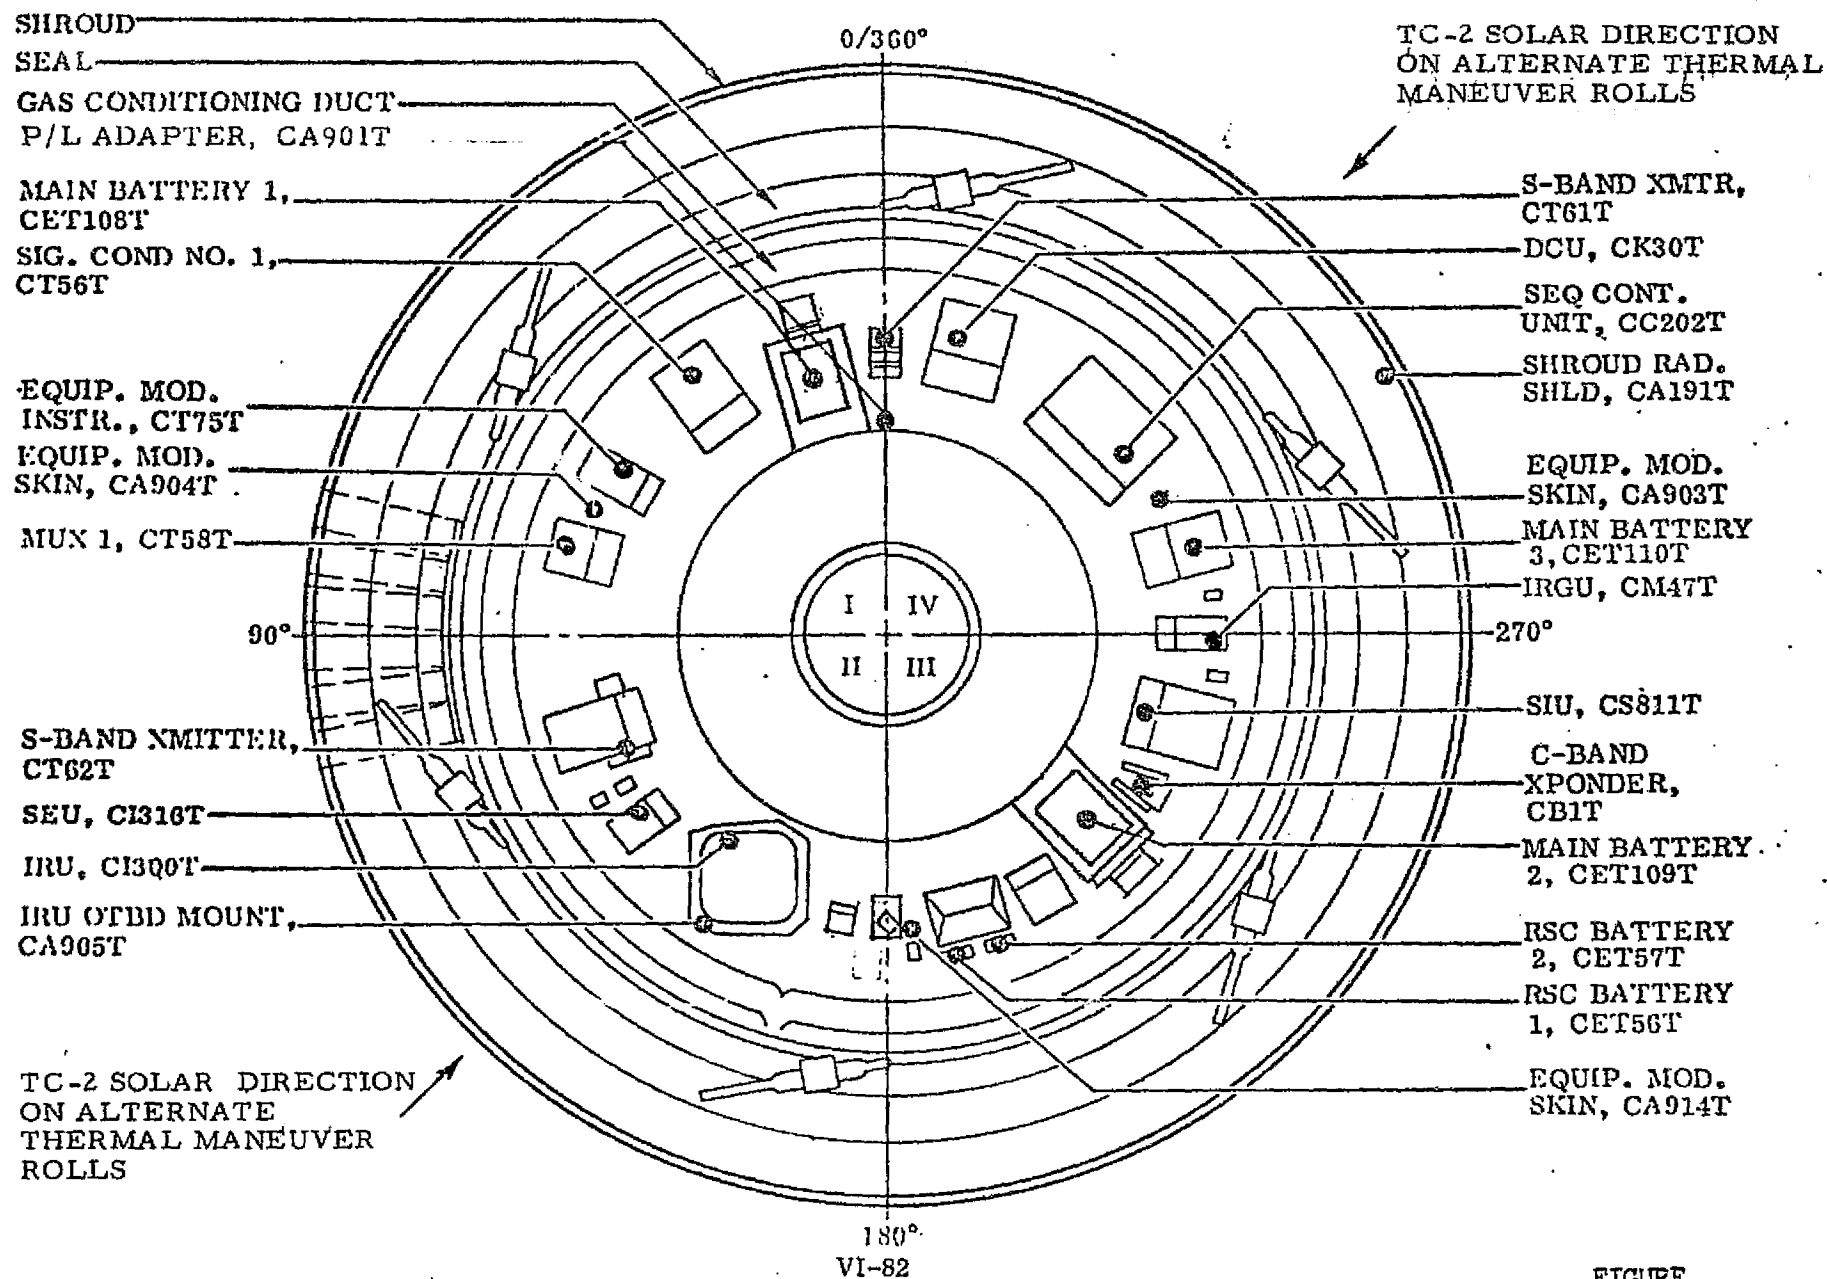 SHROUD
SEAL
GAS CONDITIONING DUCT
P/L ADAPTER, CA901T
MAIN BATTERY 1,
CET108T
SIG. COND NO. 1,
CT56T
EQUIP. MOD.
INSTR., CT75T
EQUIP. MOD.
SKIN, CA904T
MUX 1, CT58T
90°
S-BAND XMITTER,
CT62T
SEU, CI316T
IRU, CI300T
IRU OTBD MOUNT,
CA905T
TC-2 SOLAR DIRECTION
ON ALTERNATE
THERMAL MANEUVER
ROLLS
0/360°
I IV
II III
180°
VI-82
TC-2 SOLAR DIRECTION
ON ALTERNATE THERMAL
MANEUVER ROLLS
S-BAND XMTR,
CT61T
DCU, CK30T
SEQ CONT.
UNIT, CC202T
SHROUD RAD.
SHLD, CA191T
EQUIP. MOD.
SKIN, CA903T
MAIN BATTERY
3, CET110T
IRGU, CM47T
270°
SIU, CS811T
C-BAND
XPONDER,
CB1T
MAIN BATTERY
2, CET109T
RSC BATTERY
2, CET57T
RSC BATTERY
1, CET56T
EQUIP. MOD.
SKIN, CA914T
FIGURE